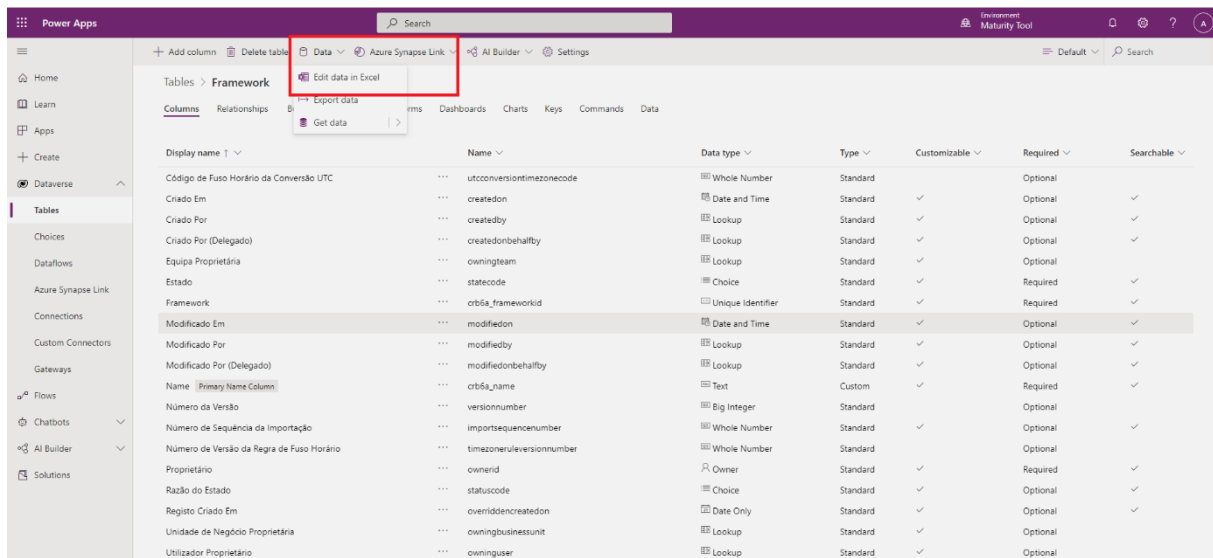 Power Apps
Search
Environment
Maturity Tool
?
A
+ Add column Delete table Data Azure Synapse Link AI Builder Settings
Default Search
Home
Learn
Apps
Create
Dataverse
Tables
Choices
Dataflows
Azure Synapse Link
Connections
Custom Connectors
Gateways
Flows
Chatbots
AI Builder
Solutions
Edit data in Excel
Export data
Get data
Tables > Framework
Columns Relationships Dashboards Charts Keys Commands Data
Display name ↑ Name Data type Type Customizable Required Searchable
Código de Fuso Horário da Conversão UTC ... utcconversiontimezonecode Whole Number Standard Optional
Criado Em ... createdon Date and Time Standard ✓ Optional ✓
Criado Por ... createdby Lookup Standard ✓ Optional ✓
Criado Por (Delegado) ... createdonbehalfby Lookup Standard ✓ Optional ✓
Equipa Proprietária ... owningteam Lookup Standard ✓ Optional
Estado ... statecode Choice Standard ✓ Required ✓
Framework ... crb6a_frameworkid Unique Identifier Standard ✓ Required ✓
Modificado Em ... modifiedon Date and Time Standard ✓ Optional ✓
Modificado Por ... modifiedby Lookup Standard ✓ Optional ✓
Modificado Por (Delegado) ... modifiedonbehalfby Lookup Standard ✓ Optional ✓
Name Primary Name Column ... crb6a_name Text Custom ✓ Required ✓
Número da Versão ... versionnumber Big Integer Standard Optional
Número de Sequência da Importação ... importsequencenumber Whole Number Standard ✓ Optional ✓
Número de Versão da Regra de Fuso Horário ... timezoneruleversionnumber Whole Number Standard Optional
Proprietário ... ownerid Owner Standard ✓ Required ✓
Razão do Estado ... statuscode Choice Standard ✓ Optional ✓
Registo Criado Em ... overriddencreatedon Date Only Standard ✓ Optional ✓
Unidade de Negócio Proprietária ... owningbusinessunit Lookup Standard ✓ Optional
Utilizador Proprietário ... owninguser Lookup Standard ✓ Optional